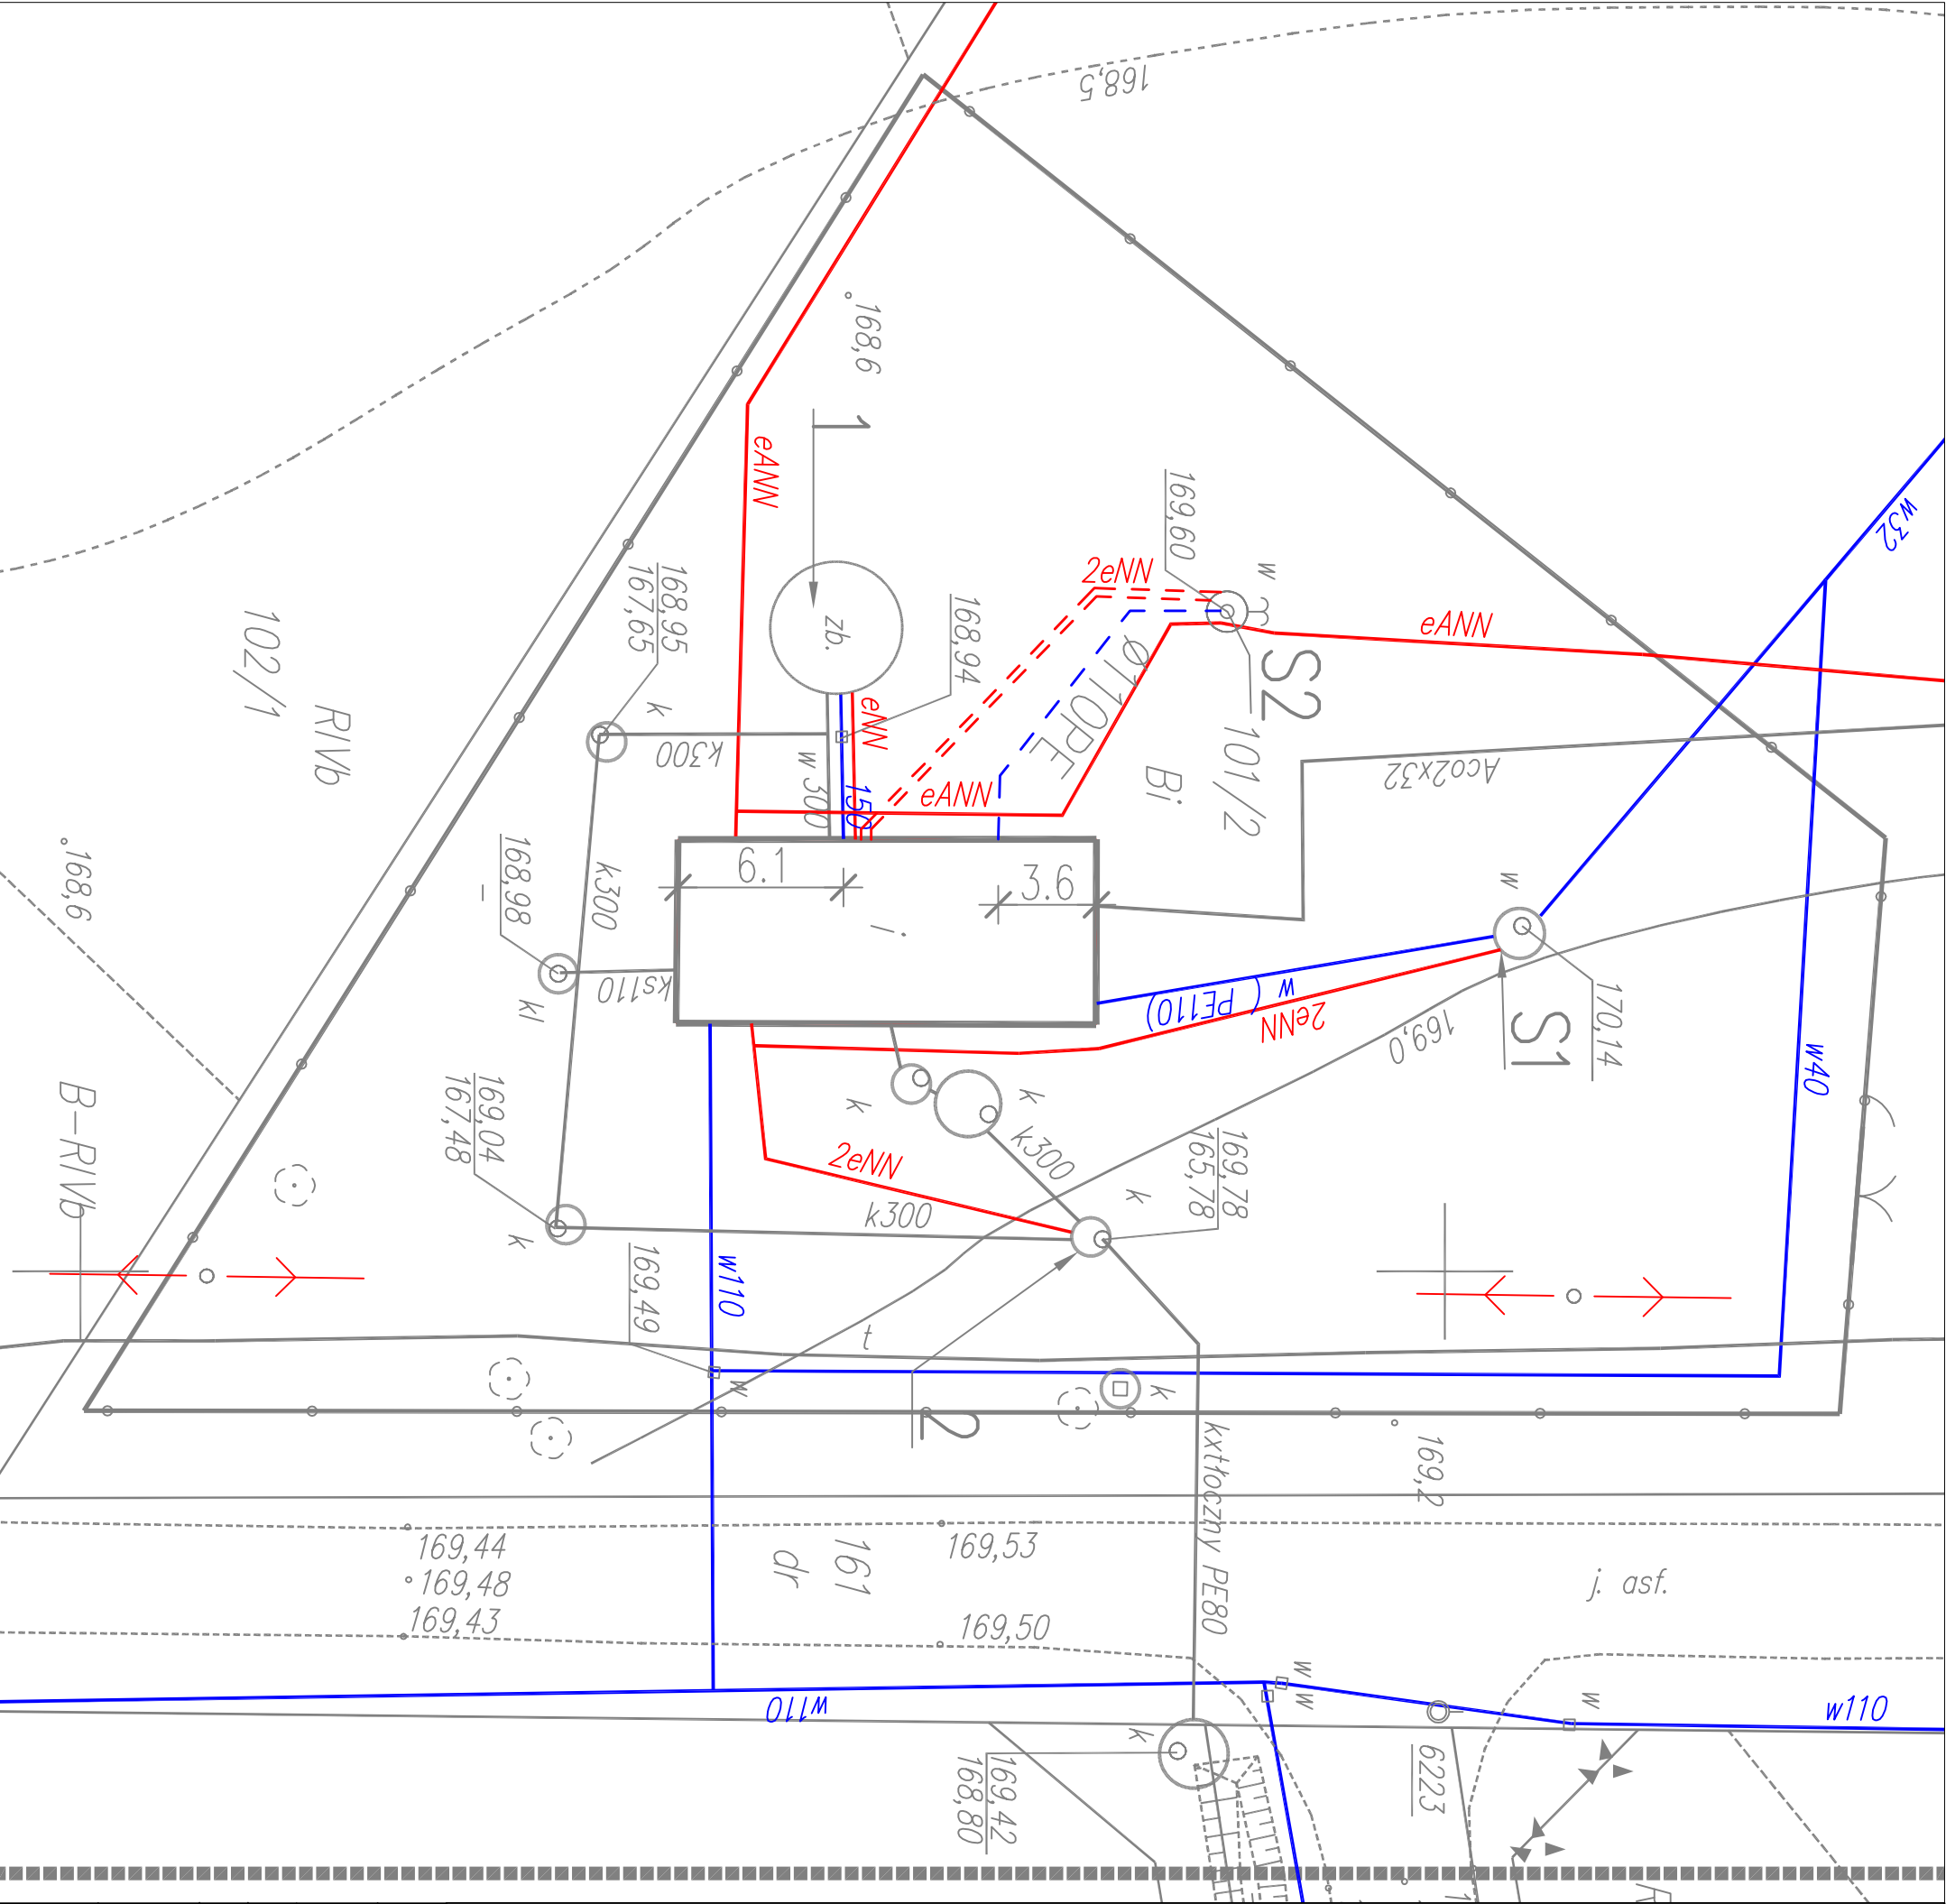 168,5
168,6
1
eANN
w32
169,60
w
2eNN
eANN
168,95
167,65
zb.
168,94
Ø110PE
S2
101/2
Bi
102/1
RIVb
k
k300
eNN
w 300
150
eANN
Aco2x32
168,6
168,98
k300
6.1
3.6
i
w
ks110
kl
w ( PE110)
2eNN
169,0
S1
170,14
w40
B-RIVb
169,04
167,48
k
k
k300
2eNN
k
169,78
165,78
k300
k
w110
169,49
t
w
k
2
kxtłoczny PE80
169,2
169,44
169,48
169,43
dr
161
169,53
169,50
j. asf.
w110
w
w
w
w110
k
169,42
168,80
6223